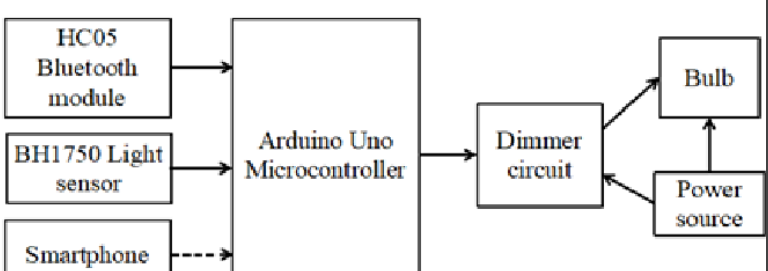 HC05
Bluetooth
module
BH1750 Light
sensor
Smartphone
Arduino Uno
Microcontroller
Dimmer
circuit
Bulb
Power
source